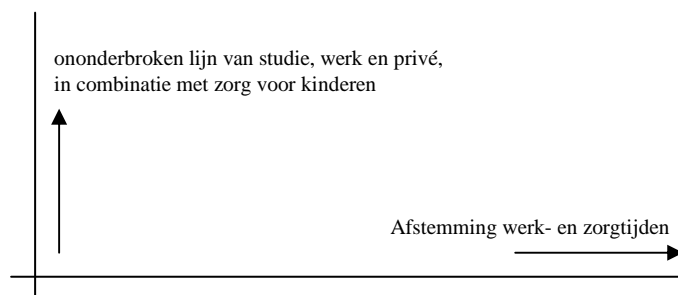 ononderbroken lijn van studie, werk en privé,
in combinatie met zorg voor kinderen
Afstemming werk- en zorgtijden